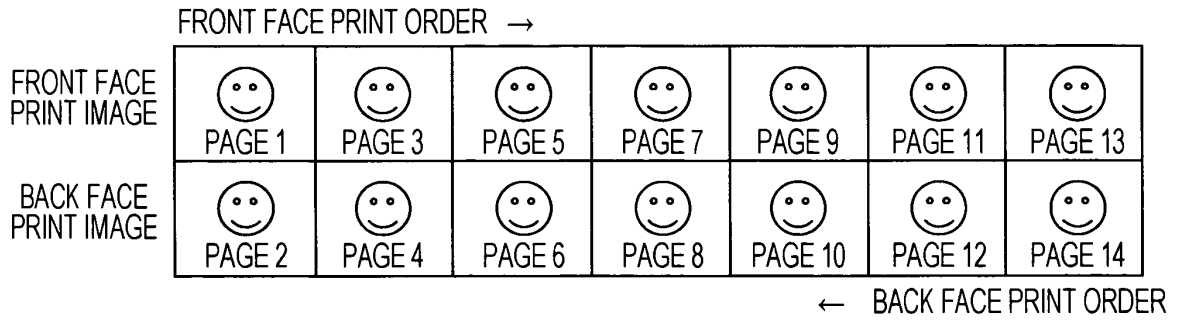 FRONT FACE PRINT ORDER →
FRONT FACE
PRINT IMAGE
PAGE 1 PAGE 3 PAGE 5 PAGE 7 PAGE 9 PAGE 11 PAGE 13
BACK FACE
PRINT IMAGE
PAGE 2 PAGE 4 PAGE 6 PAGE 8 PAGE 10 PAGE 12 PAGE 14
← BACK FACE PRINT ORDER